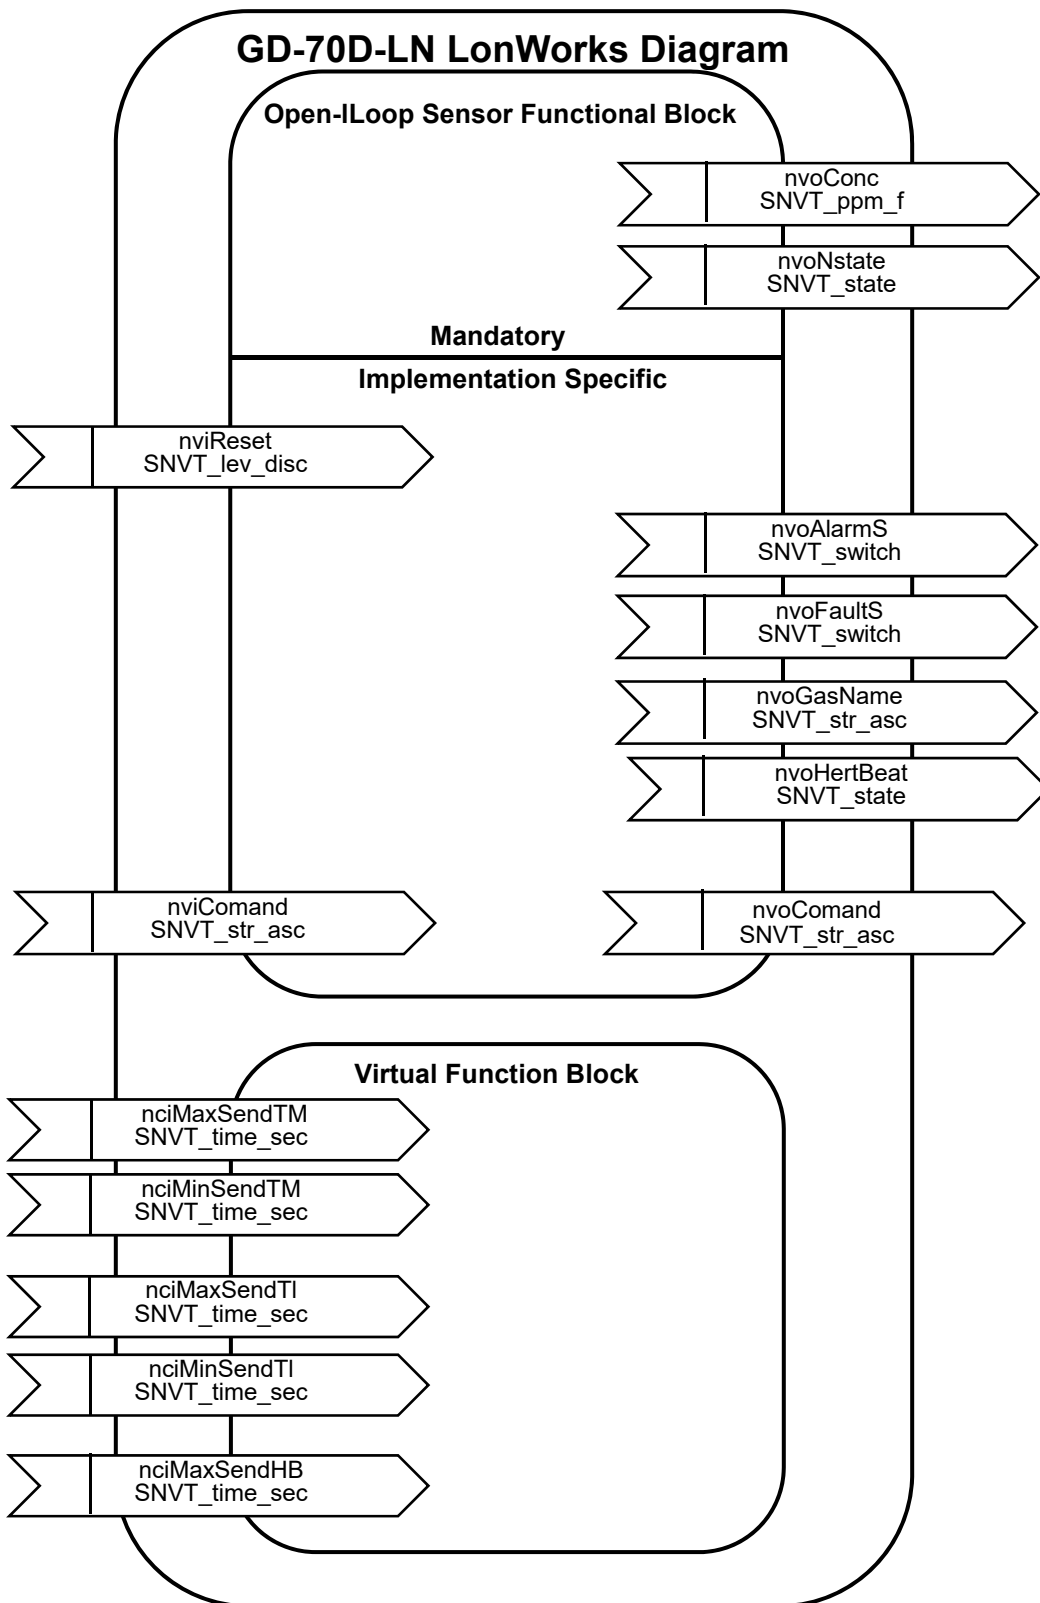 GD-70D-LN LonWorks Diagram
Open-lLoop Sensor Functional Block
nvoConc
SNVT_ppm_f
nvoNstate
SNVT_state
Mandatory
Implementation Specific
nviReset
SNVT_lev_disc
nvoAlarmS
SNVT_switch
nvoFaultS
SNVT_switch
nvoGasName
SNVT_str_asc
nvoHertBeat
SNVT_state
nviComand
SNVT_str_asc
nvoComand
SNVT_str_asc
Virtual Function Block
nciMaxSendTM
SNVT_time_sec
nciMinSendTM
SNVT_time_sec
nciMaxSendTI
SNVT_time_sec
nciMinSendTI
SNVT_time_sec
nciMaxSendHB
SNVT_time_sec